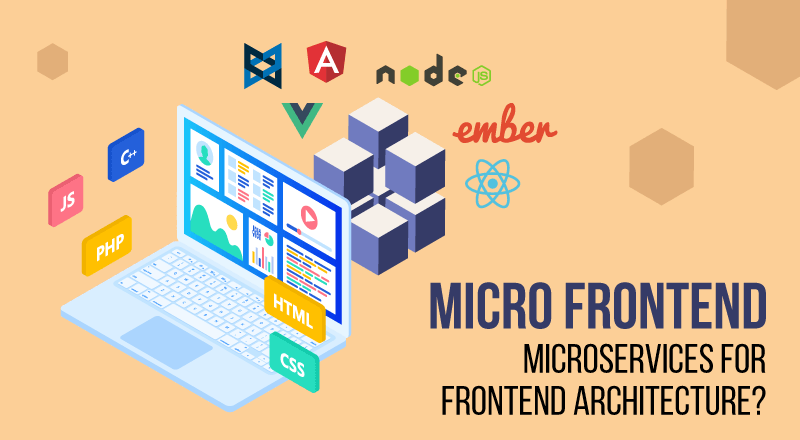 node
JS
ember
C++
JS
PHP
HTML
CSS
MICRO FRONTEND
MICROSERVICES FOR
FRONTEND ARCHITECTURE?